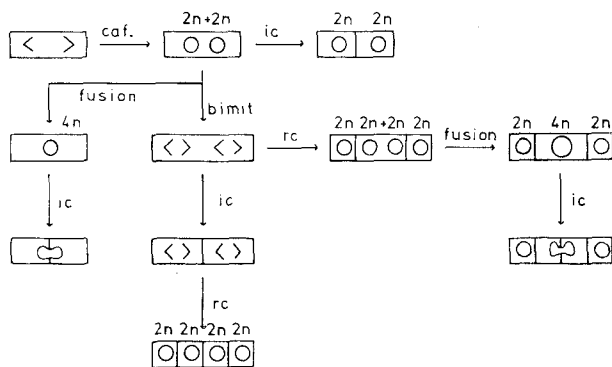 2n+2n
2n 2n
caf.
ic
fusion
bimit
4n
2n 2n+2n 2n
2n 4n 2n
rc
fusion
ic
ic
ic
rc
2n 2n 2n 2n